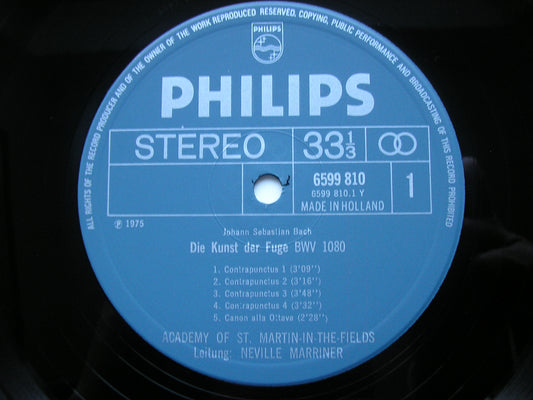 ALL RIGHTS OF THE RECORD PRODUCER AND OF THE OWNER OF THE WORK REPRODUCED RESERVED, COPYING, PUBLIC PERFORMANCE AND BROADCASTING OF THIS RECORD PROHIBITED
PHILIPS
PHILIPS
STEREO 33 1/3
6599 810
6599 810.1 Y
MADE IN HOLLAND
1
℗ 1975
Johann Sebastian Bach
Die Kunst der Fuge BWV 1080
1. Contrapunctus 1 (3'09'')
2. Contrapunctus 2 (3'16'')
3. Contrapunctus 3 (3'48'')
4. Contrapunctus 4 (3'32'')
5. Canon alla Ottava (2'28'')
ACADEMY OF ST. MARTIN-IN-THE-FIELDS
Leitung: NEVILLE MARRINER